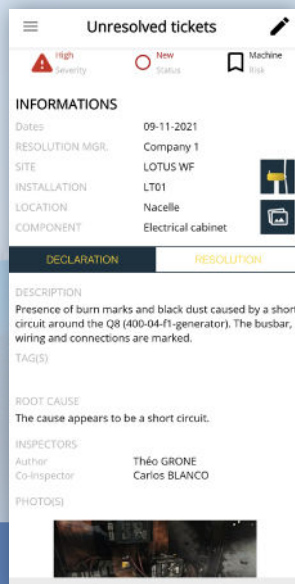 Unresolved tickets
High
Severity
New
Status
Machine
Risk
INFORMATIONS
Dates 09-11-2021
RESOLUTION MGR. Company 1
SITE LOTUS WF
INSTALLATION LT01
LOCATION Nacelle
COMPONENT Electrical cabinet
DECLARATION RESOLUTION
DESCRIPTION
Presence of burn marks and black dust caused by a short
circuit around the Q8 (400-04-f1-generator). The busbar,
wiring and connections are marked.
TAG(S)
ROOT CAUSE
The cause appears to be a short circuit.
INSPECTORS
Author Théo GRONE
Co-inspector Carlos BLANCO
PHOTO(S)